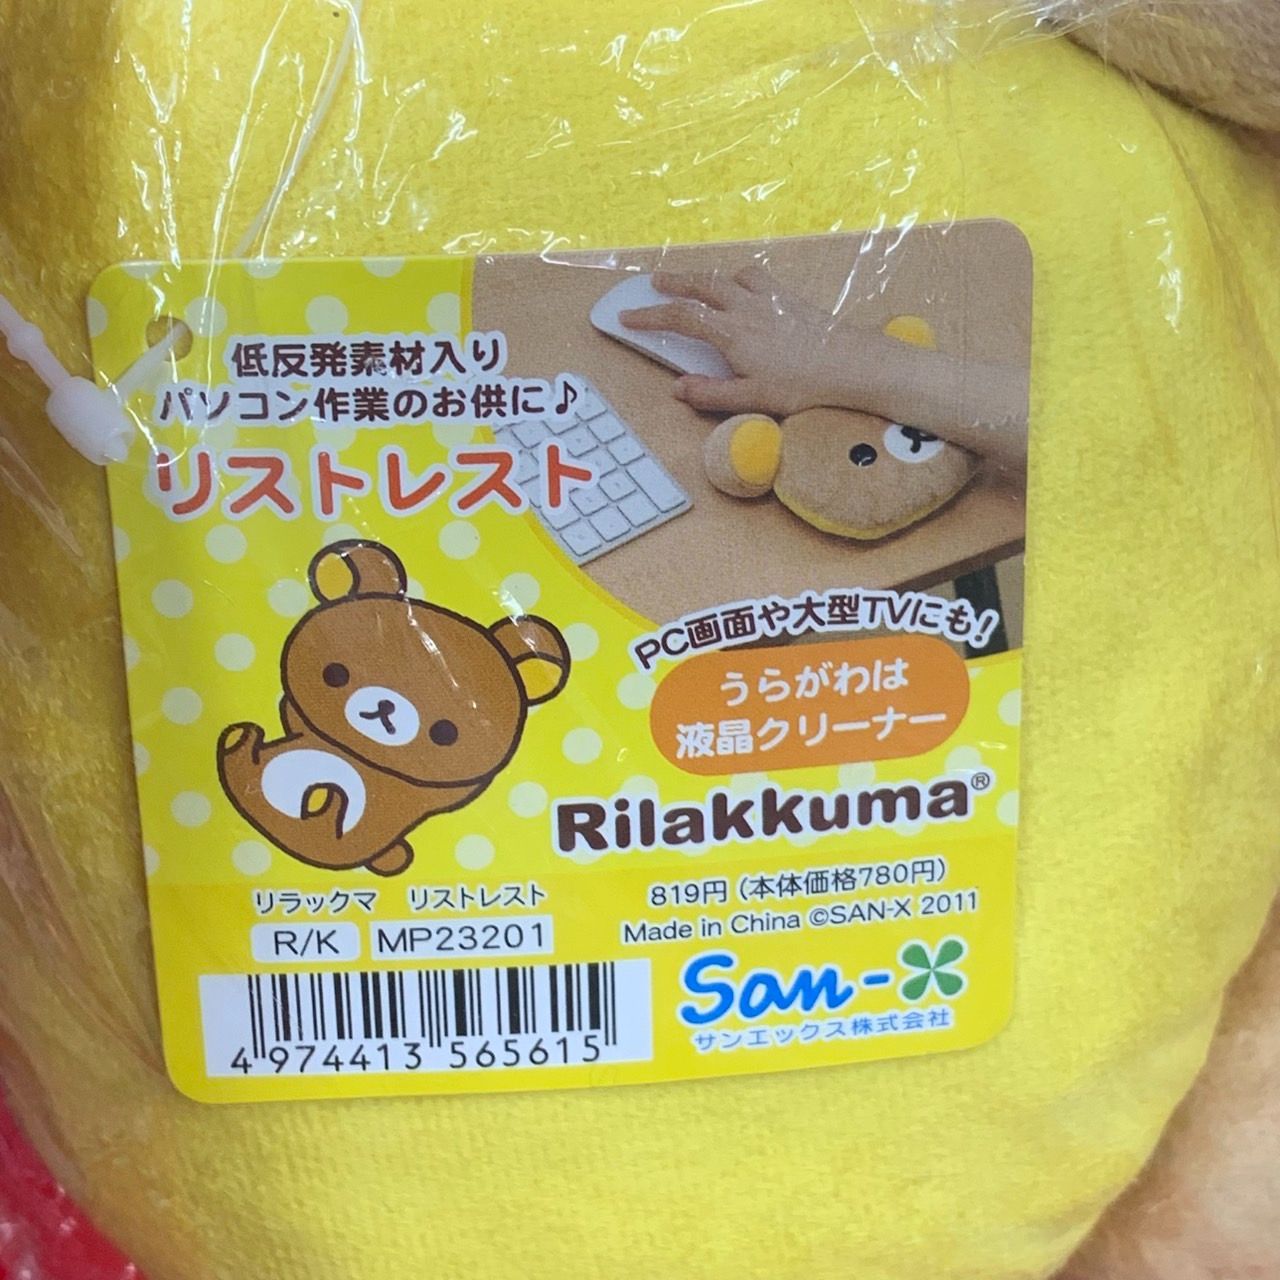 低反発素材入り
パソコン作業のお供に♪
リストレスト
PC画面や大型TVにも!
うらがわは
液晶クリーナー
Rilakkuma®
リラックマ リストレスト
R/K MP23201
819円(本体価格780円)
Made in China ©SAN-X 2011
4 974413 565615
San-X
サンエックス株式会社